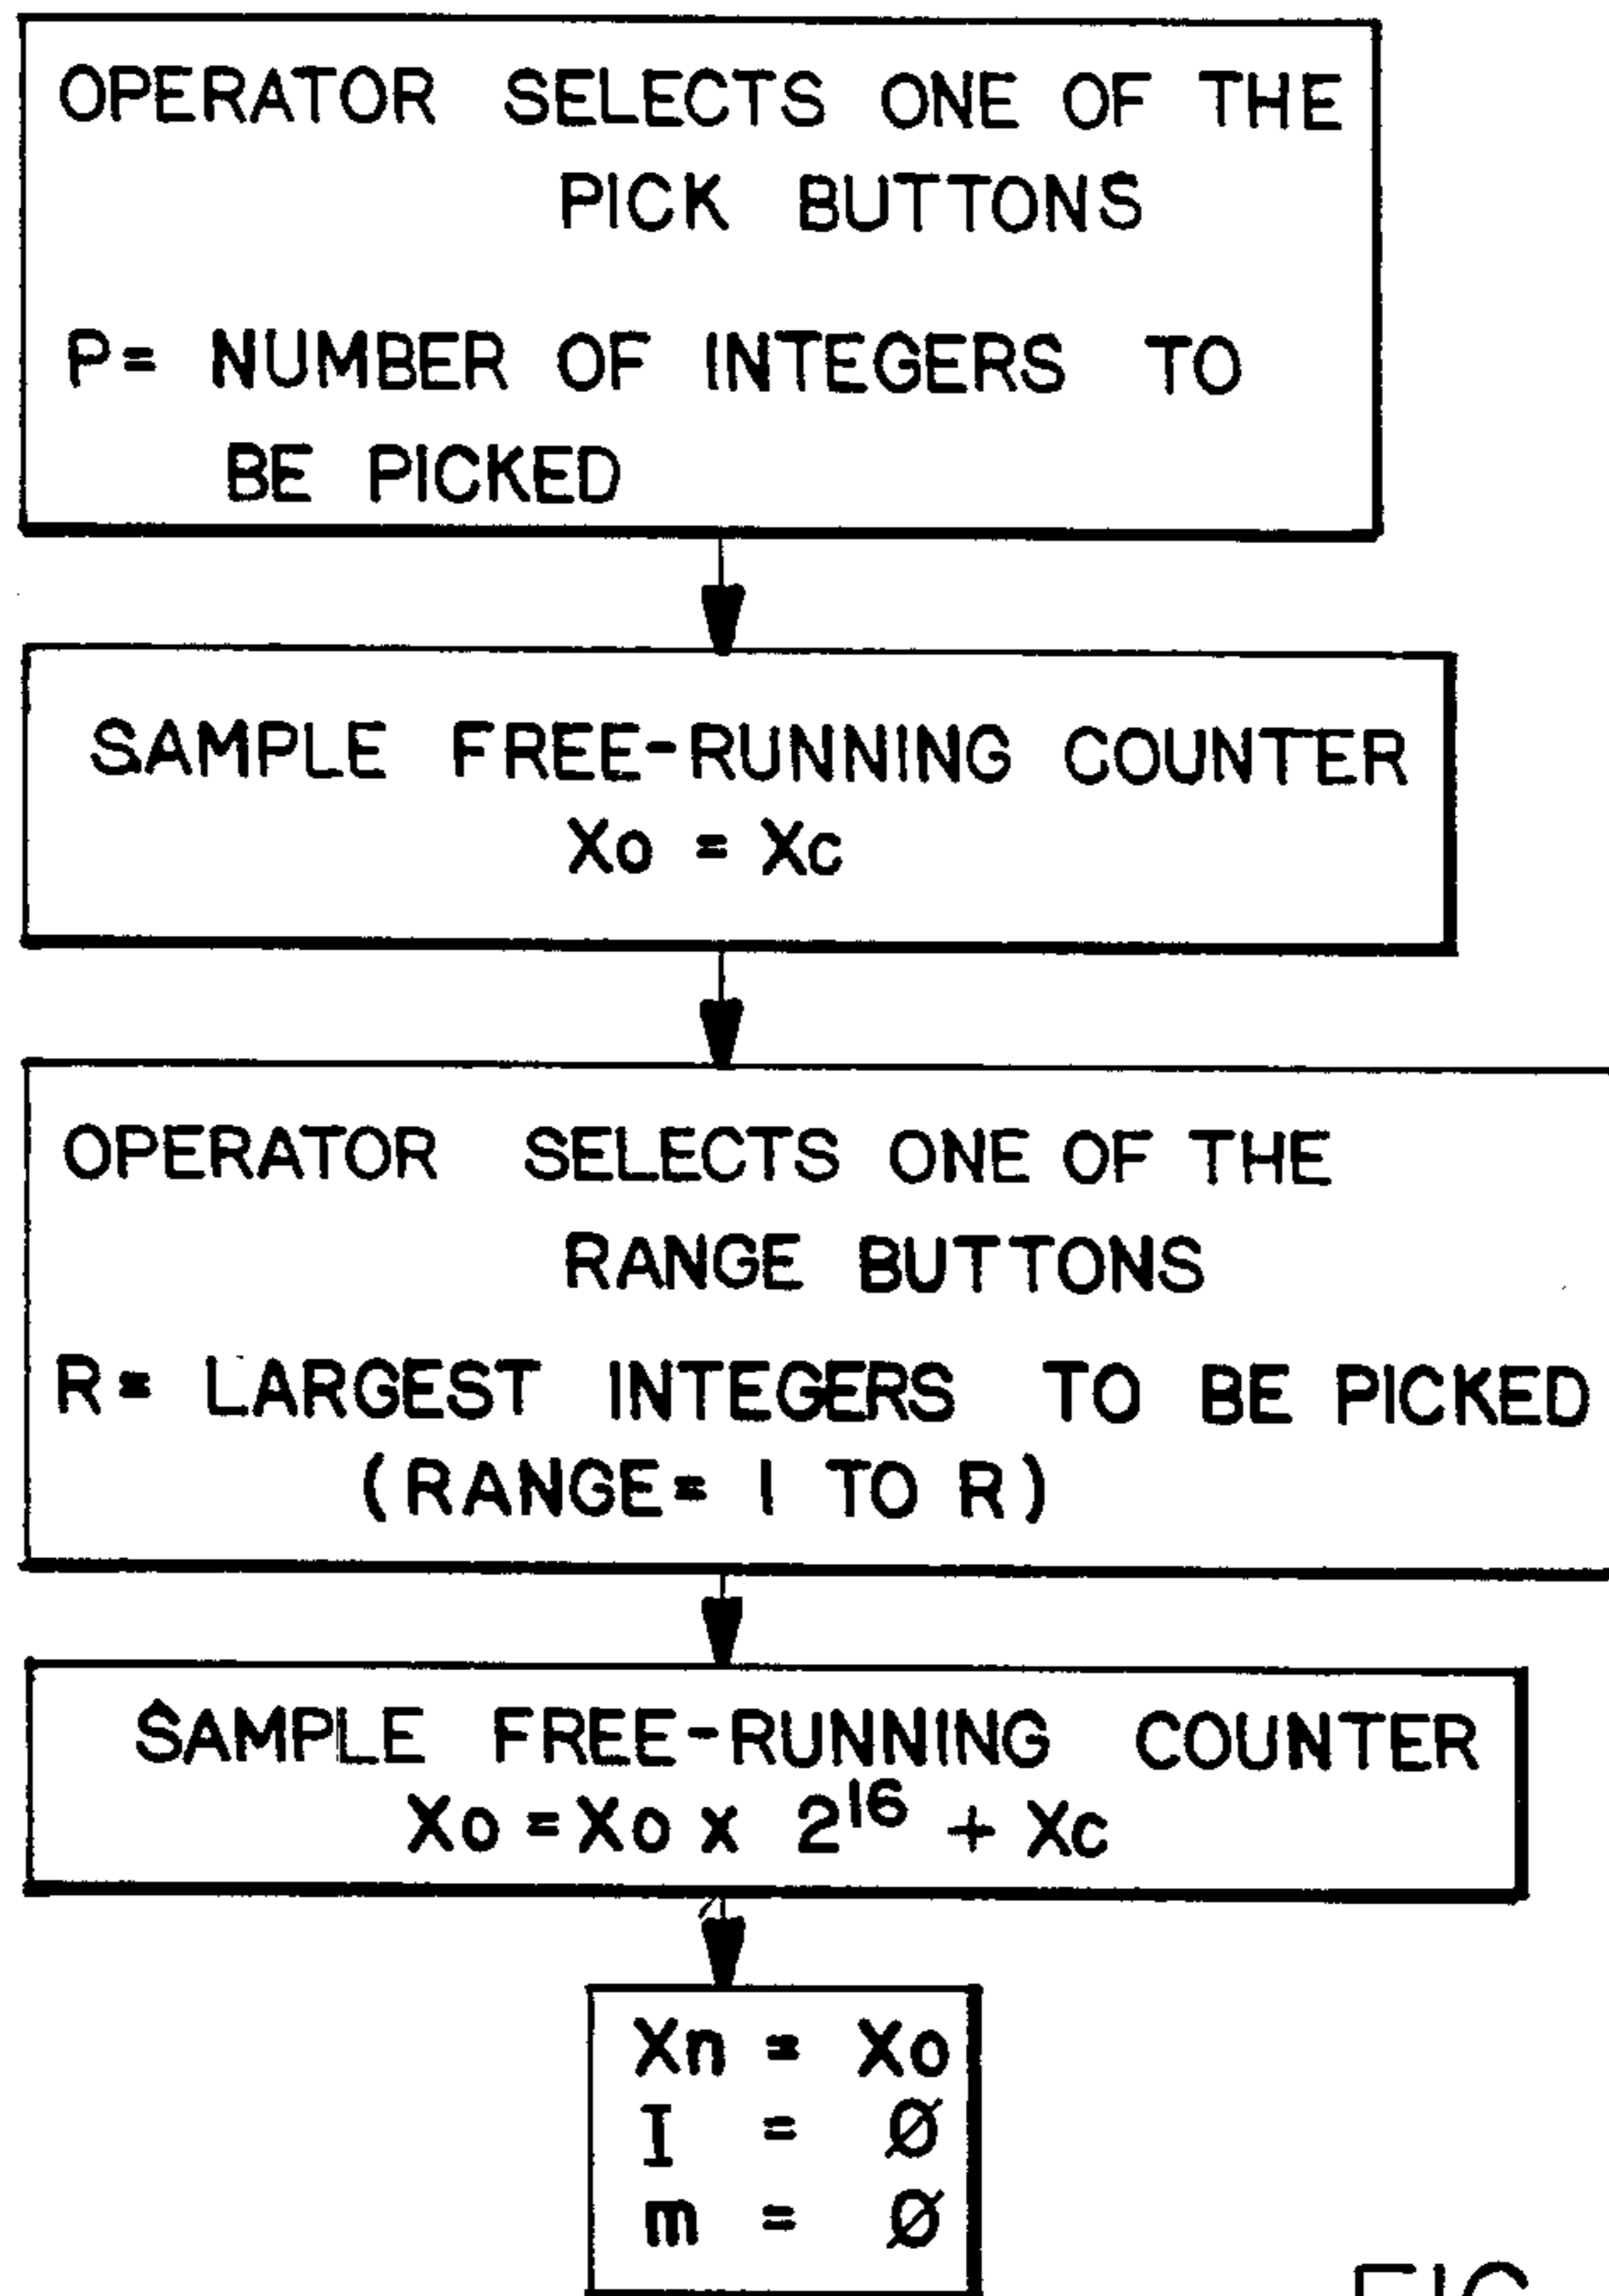 OPERATOR SELECTS ONE OF THE
PICK BUTTONS
P= NUMBER OF INTEGERS TO
BE PICKED
SAMPLE FREE-RUNNING COUNTER
Xo = Xc
OPERATOR SELECTS ONE OF THE
RANGE BUTTONS
R= LARGEST INTEGERS TO BE PICKED
(RANGE= 1 TO R)
SAMPLE FREE-RUNNING COUNTER
Xo =Xo x 2¹⁶ + Xc
Xn = Xo
I = Ø
m = Ø